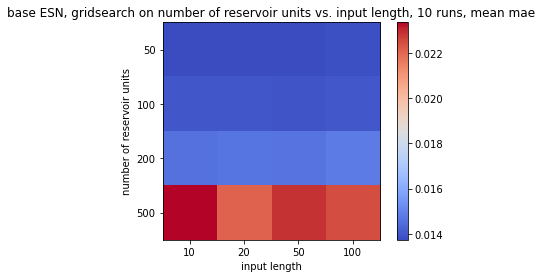 base ESN, gridsearch on number of reservoir units vs. input length, 10 runs, mean mae
number of reservoir units
50
100
200
500
10 20 50 100
input length
0.022
0.020
0.018
0.016
0.014